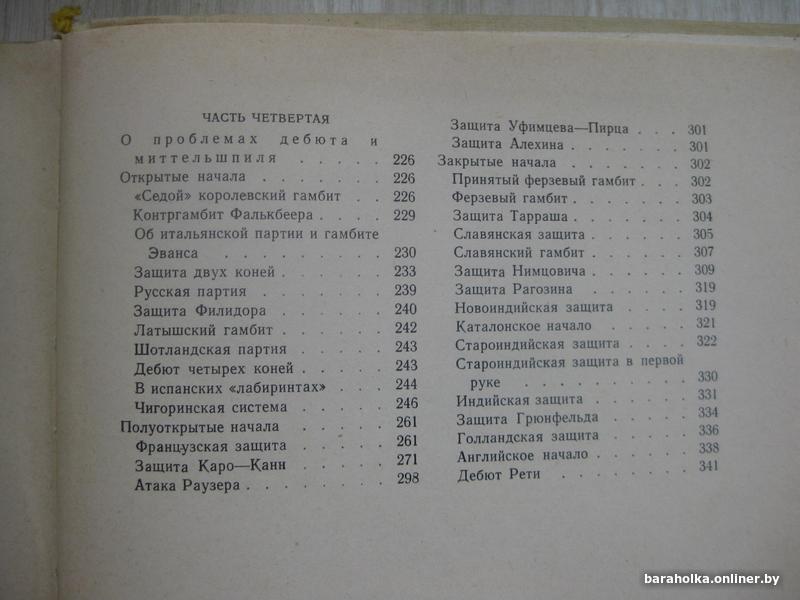 ЧАСТЬ ЧЕТВЕРТАЯ
О проблемах дебюта и
миттельшпиля . . . . . 226
Открытые начала . . . . . . . 226
«Седой» королевский гамбит . . 226
Контргамбит Фалькбеера . . . . 229
Об итальянской партии и гамбите
Эванса . . . . . . . . . 230
Защита двух коней . . . . . . 233
Русская партия . . . . . . . 239
Защита Филидора . . . . . . 240
Латышский гамбит . . . . . . 242
Шотландская партия . . . . . 243
Дебют четырех коней . . . . . 243
В испанских «лабиринтах» . . . 244
Чигоринская система . . . . . 246
Полуоткрытые начала . . . . . 261
Французская защита . . . . . 261
Защита Каро—Канн . . . . . 271
Атака Раузера . . . . . . . . 298
Защита Уфимцева—Пирца . . . 301
Защита Алехина . . . . . . . 301
Закрытые начала . . . . . . . 302
Принятый ферзевый гамбит . . . 302
Ферзевый гамбит . . . . . . . 303
Защита Тарраша . . . . . . . 304
Славянская защита . . . . . . 305
Славянский гамбит . . . . . . 307
Защита Нимцовича . . . . . . 309
Защита Рагозина . . . . . . . 319
Новоиндийская защита . . . . 319
Каталонское начало . . . . . 321
Староиндийская защита . . . . 322
Староиндийская защита в первой
руке . . . . . . . . . 330
Индийская защита . . . . . . 331
Защита Грюнфельда . . . . . 334
Голландская защита . . . . . 336
Английское начало . . . . . . 338
Дебют Рети . . . . . . . . 341
baraholka.onliner.by